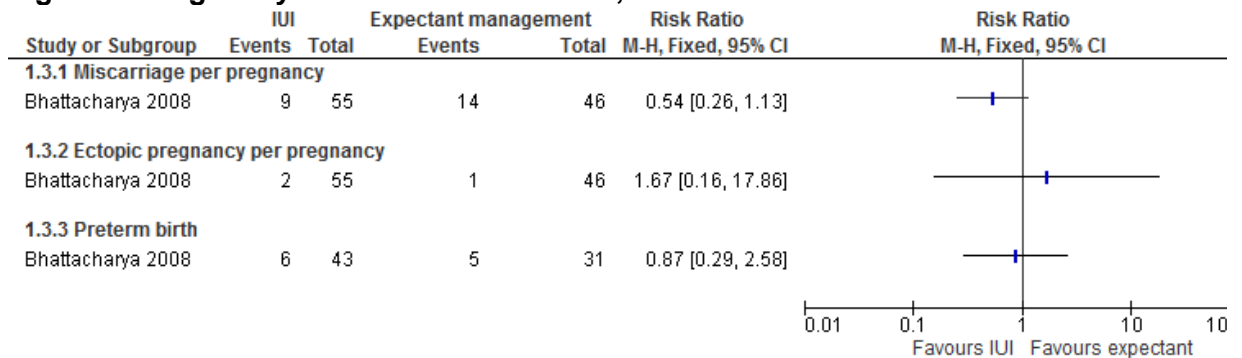 IUI Expectant management Risk Ratio Risk Ratio
Study or Subgroup Events Total Events Total M-H, Fixed, 95% CI M-H, Fixed, 95% CI
1.3.1 Miscarriage per pregnancy
Bhattacharya 2008 9 55 14 46 0.54 [0.26, 1.13]
1.3.2 Ectopic pregnancy per pregnancy
Bhattacharya 2008 2 55 1 46 1.67 [0.16, 17.86]
1.3.3 Preterm birth
Bhattacharya 2008 6 43 5 31 0.87 [0.29, 2.58]
0.01 0.1 1 10 10
Favours IUI Favours expectant